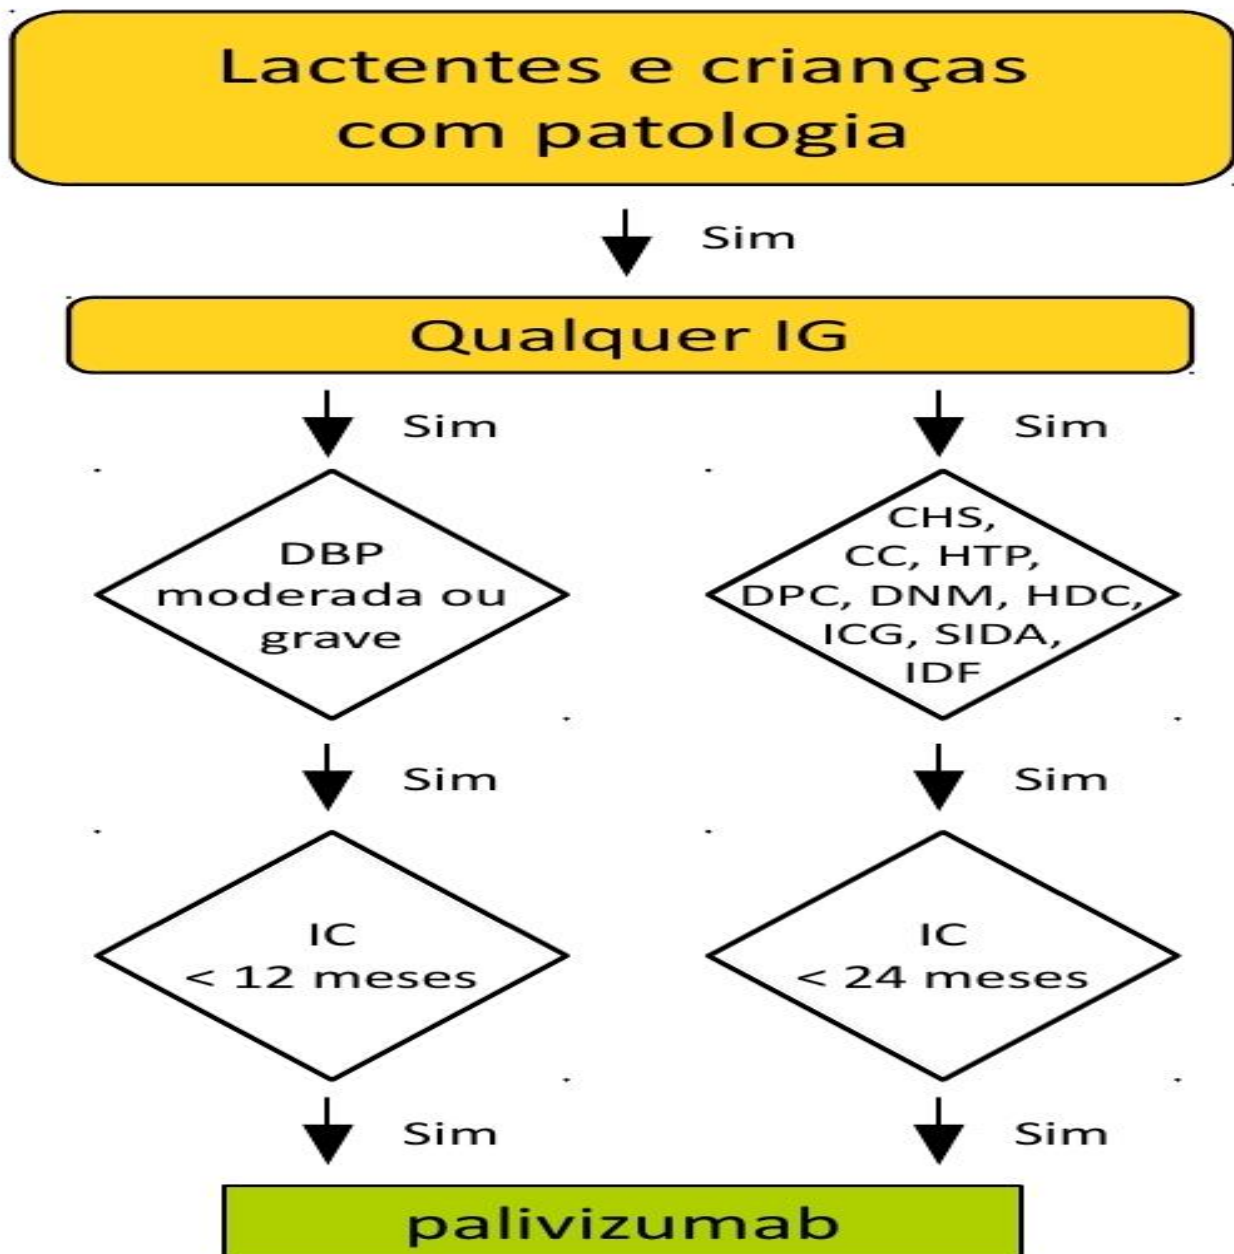 Lactentes e crianças
com patologia
Sim
Qualquer IG
Sim
Sim
DBP
moderada ou
grave
CHS,
CC, HTP,
DPC, DNM, HDC,
ICG, SIDA,
IDF
Sim
Sim
IC
< 12 meses
IC
< 24 meses
Sim
Sim
palivizumab